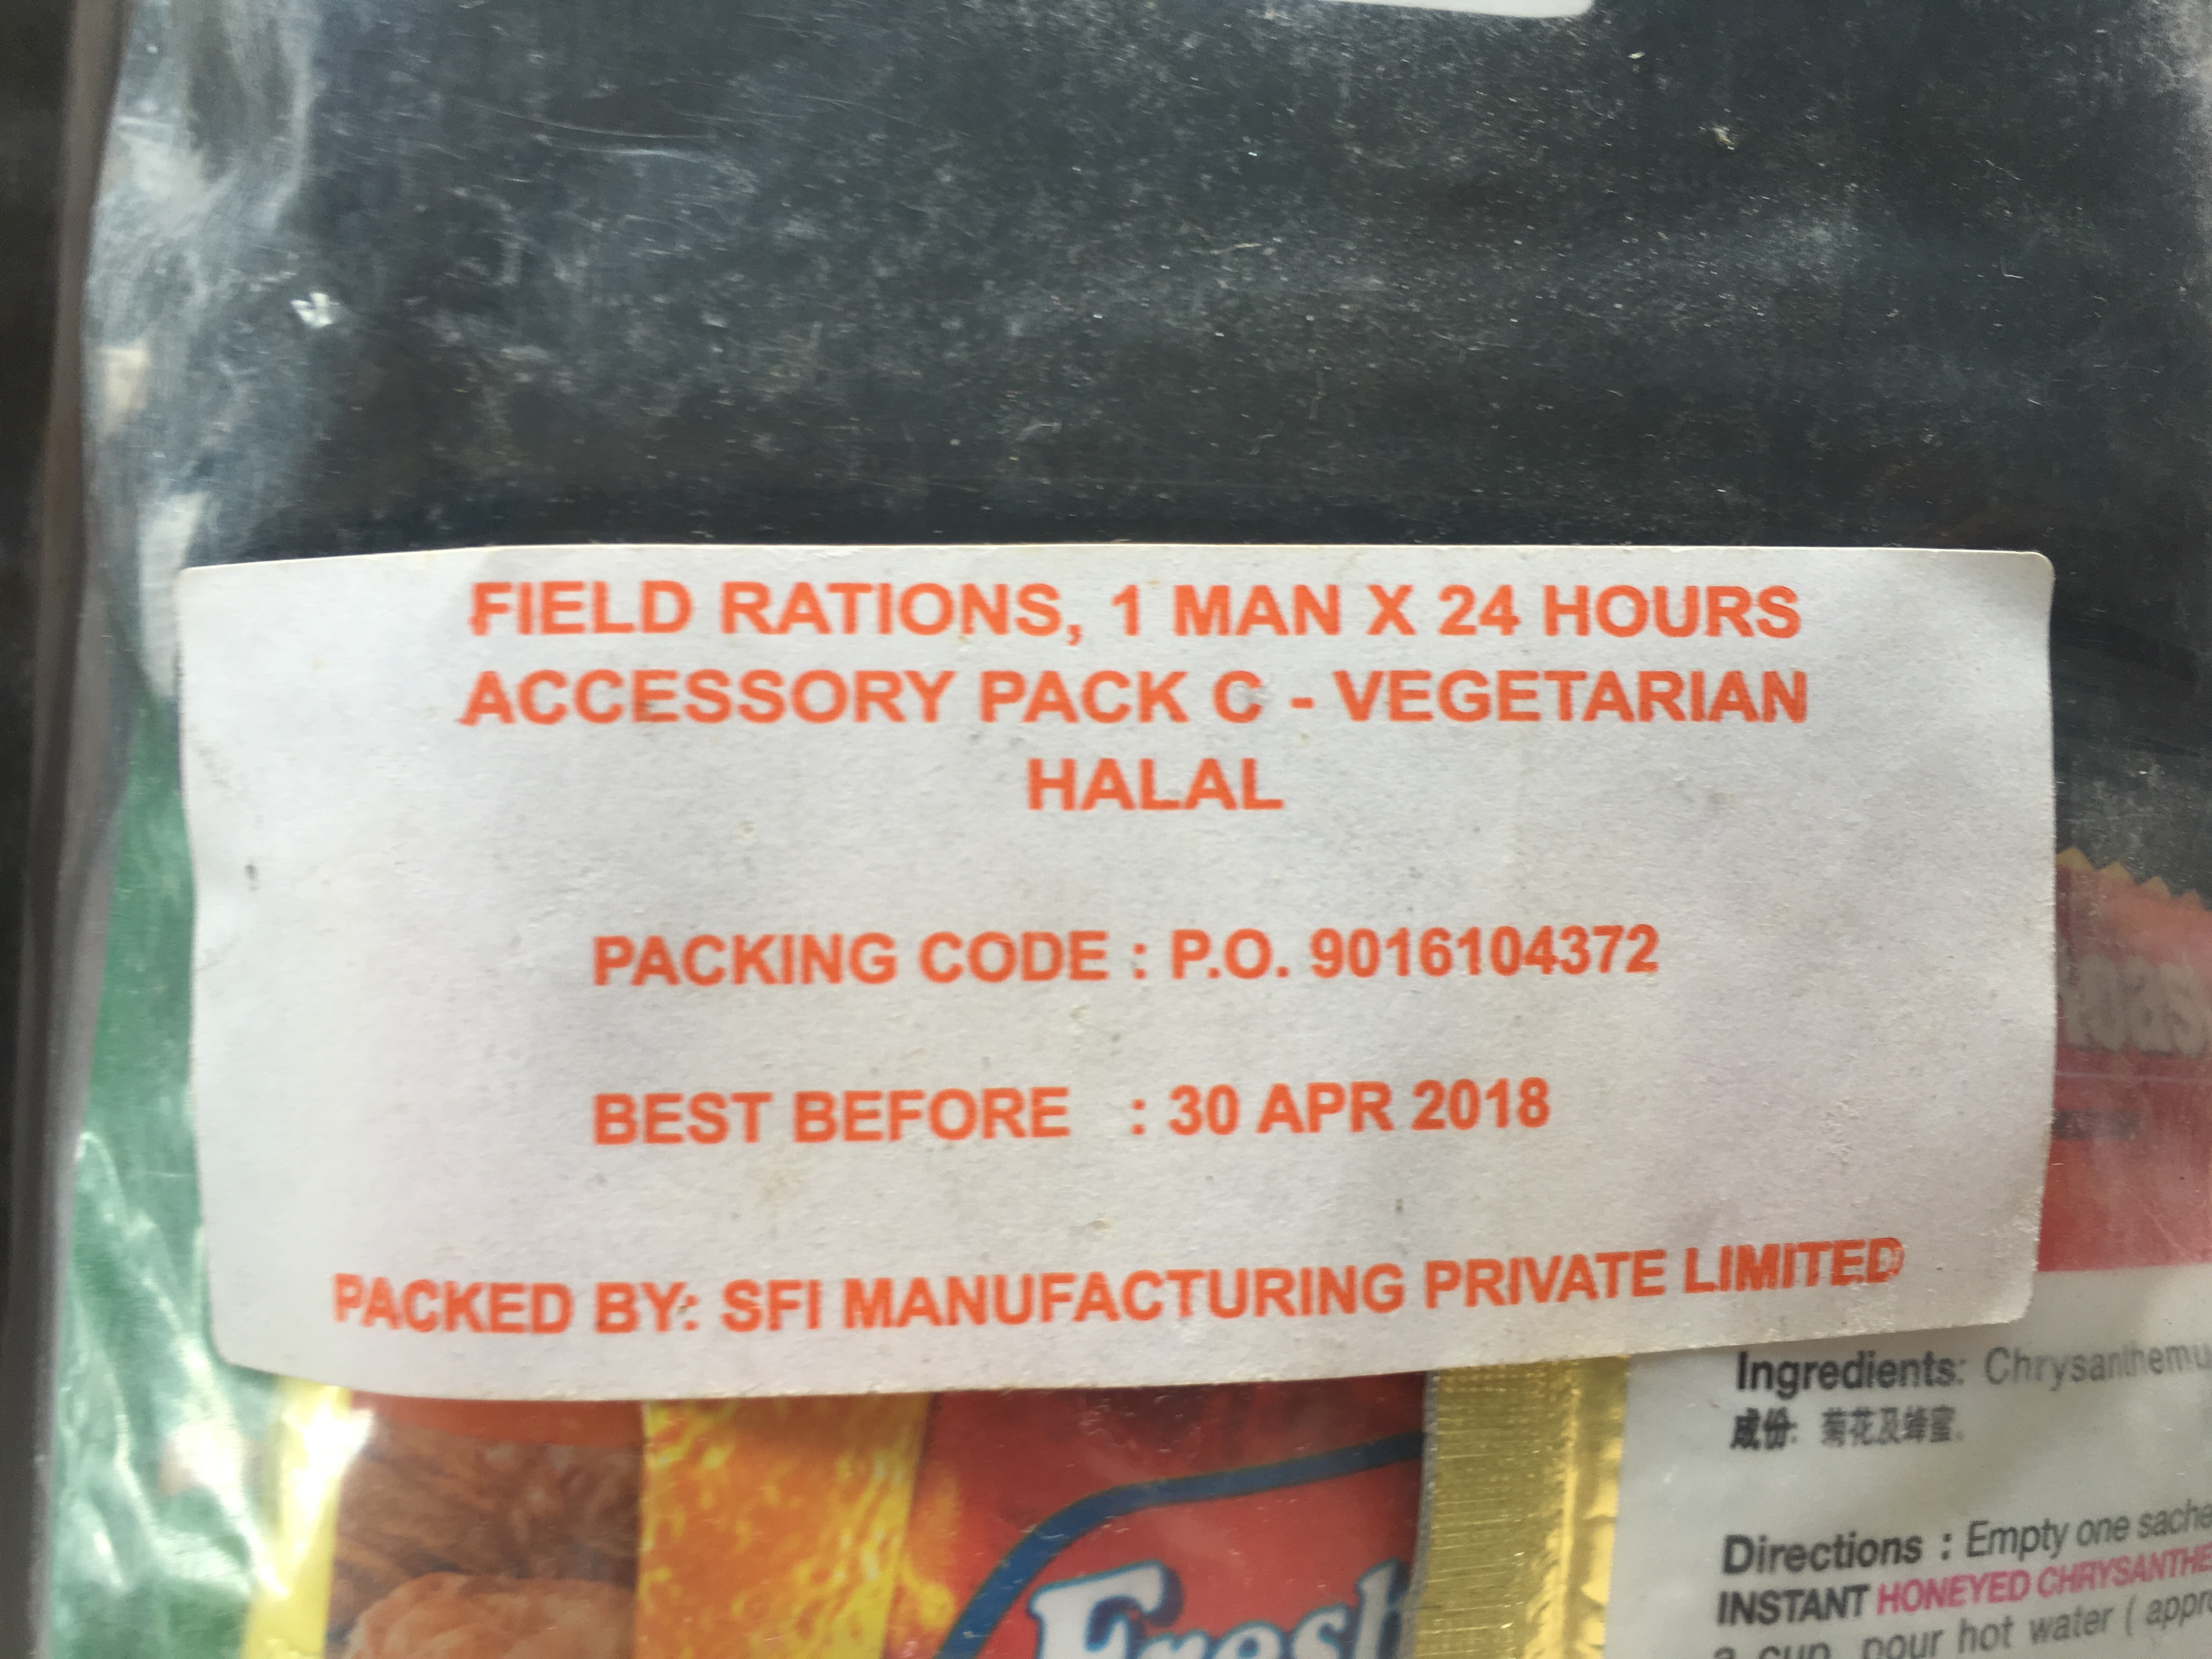 FIELD RATIONS, 1 MAN X 24 HOURS
ACCESSORY PACK C - VEGETARIAN
HALAL
PACKING CODE : P.O. 9016104372
BEST BEFORE : 30 APR 2018
PACKED BY: SFI MANUFACTURING PRIVATE LIMITED
Ingredients:
成份: 菊花及蜂蜜.
Directions : Empty one
INSTANT HONEYED
a cup, pour hot water (
Fresh